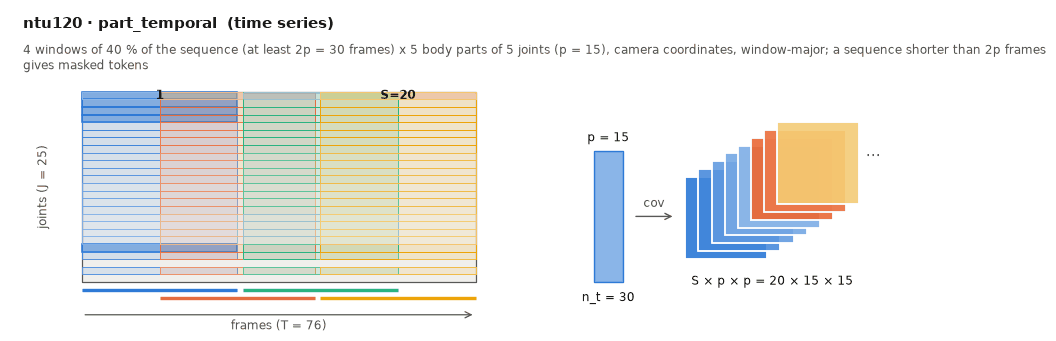 ntu120 · part_temporal (time series)
4 windows of 40 % of the sequence (at least 2p = 30 frames) x 5 body parts of 5 joints (p = 15), camera coordinates, window-major; a sequence shorter than 2p frames
gives masked tokens
1
S=20
joints (J = 25)
frames (T = 76)
p = 15
n_t = 30
cov
...
S × p × p = 20 × 15 × 15